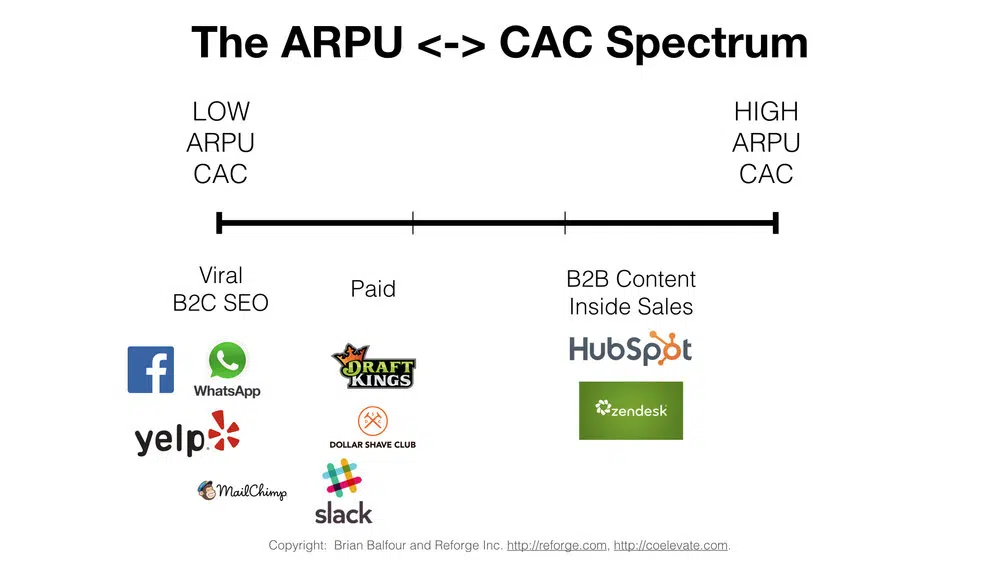 The ARPU <-> CAC Spectrum
LOW
ARPU
CAC
HIGH
ARPU
CAC
Viral
B2C SEO
Paid
B2B Content
Inside Sales
f
WhatsApp
yelp
MailChimp
DRAFT
KINGS
DOLLAR SHAVE CLUB
slack
HubSpot
zendesk
Copyright: Brian Balfour and Reforge Inc. http://reforge.com, http://coelevate.com.